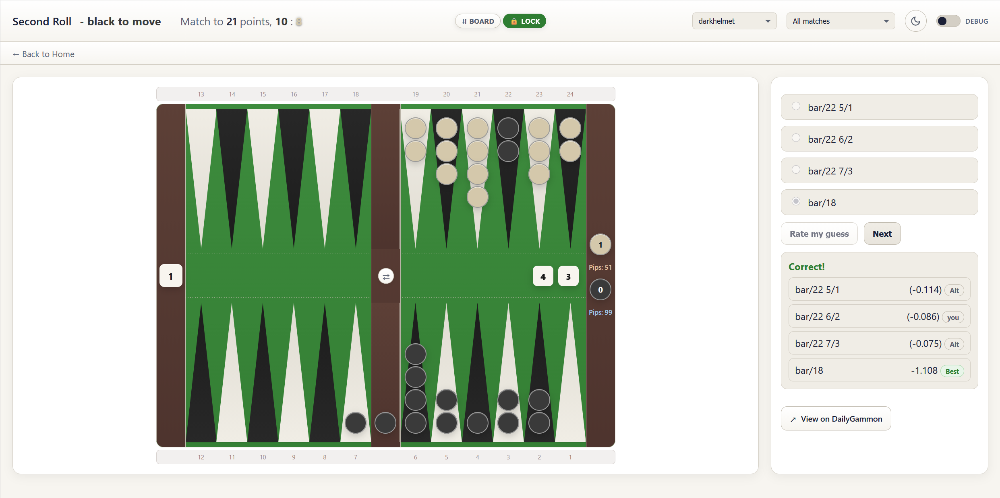 Second Roll - black to move Match to 21 points, 10 : 8
BOARD LOCK
darkhelmet All matches DEBUG
← Back to Home
13 14 15 16 17 18 19 20 21 22 23 24
1
Pips: 51
1 4 3
0
Pips: 99
12 11 10 9 8 7 6 5 4 3 2 1
bar/22 5/1
bar/22 6/2
bar/22 7/3
bar/18
Rate my guess Next
Correct!
bar/22 5/1 (-0.114) Alt
bar/22 6/2 (-0.086) you
bar/22 7/3 (-0.075) Alt
bar/18 -1.108 Best
View on DailyGammon